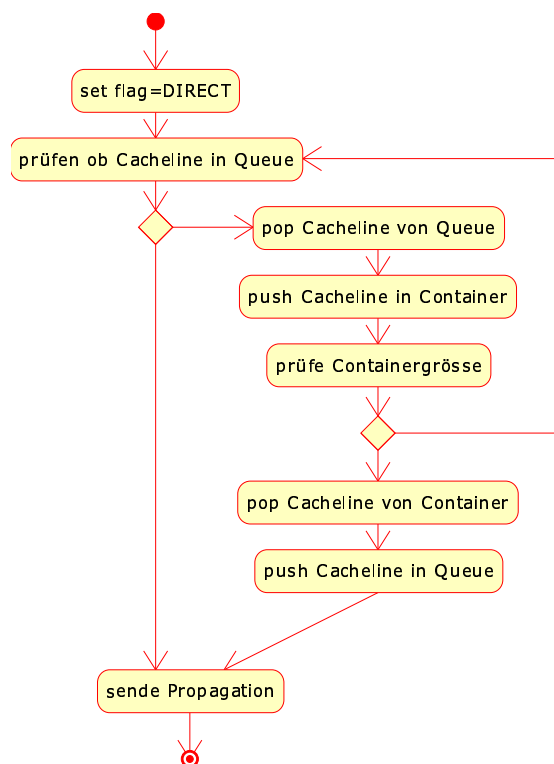 set flag=DIRECT
prüfen ob Cacheline in Queue
pop Cacheline von Queue
push Cacheline in Container
prüfe Containergrösse
pop Cacheline von Container
push Cacheline in Queue
sende Propagation